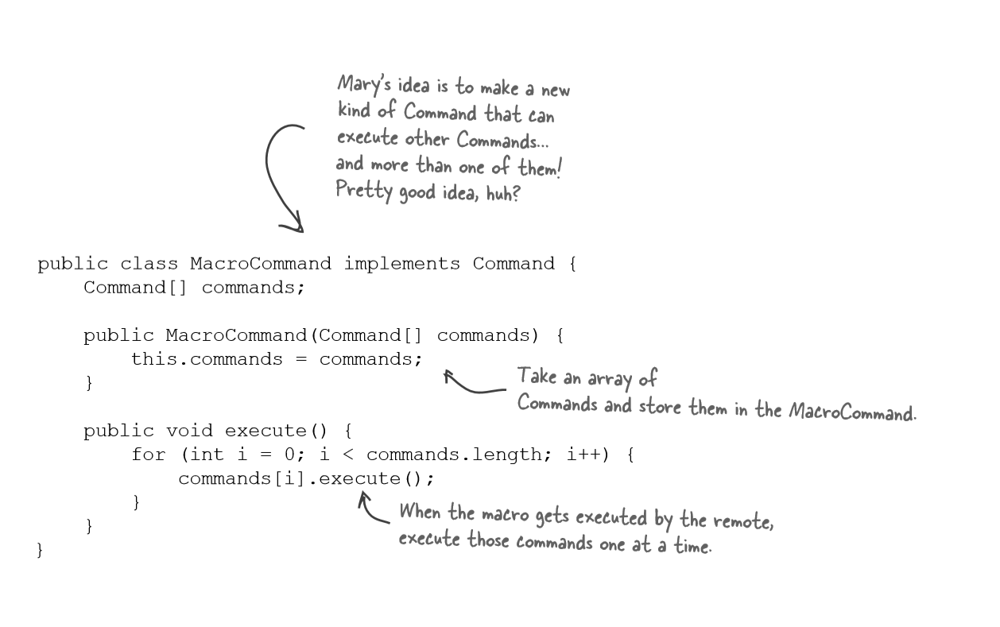 Mary's idea is to make a new
kind of Command that can
execute other Commands...
and more than one of them!
Pretty good idea, huh?
public class MacroCommand implements Command {
    Command[] commands;
    public MacroCommand(Command[] commands) {
        this.commands = commands;
    }
Take an array of
Commands and store them in the MacroCommand.
    public void execute() {
        for (int i = 0; i < commands.length; i++) {
            commands[i].execute();
        }
    }
}
When the macro gets executed by the remote,
execute those commands one at a time.